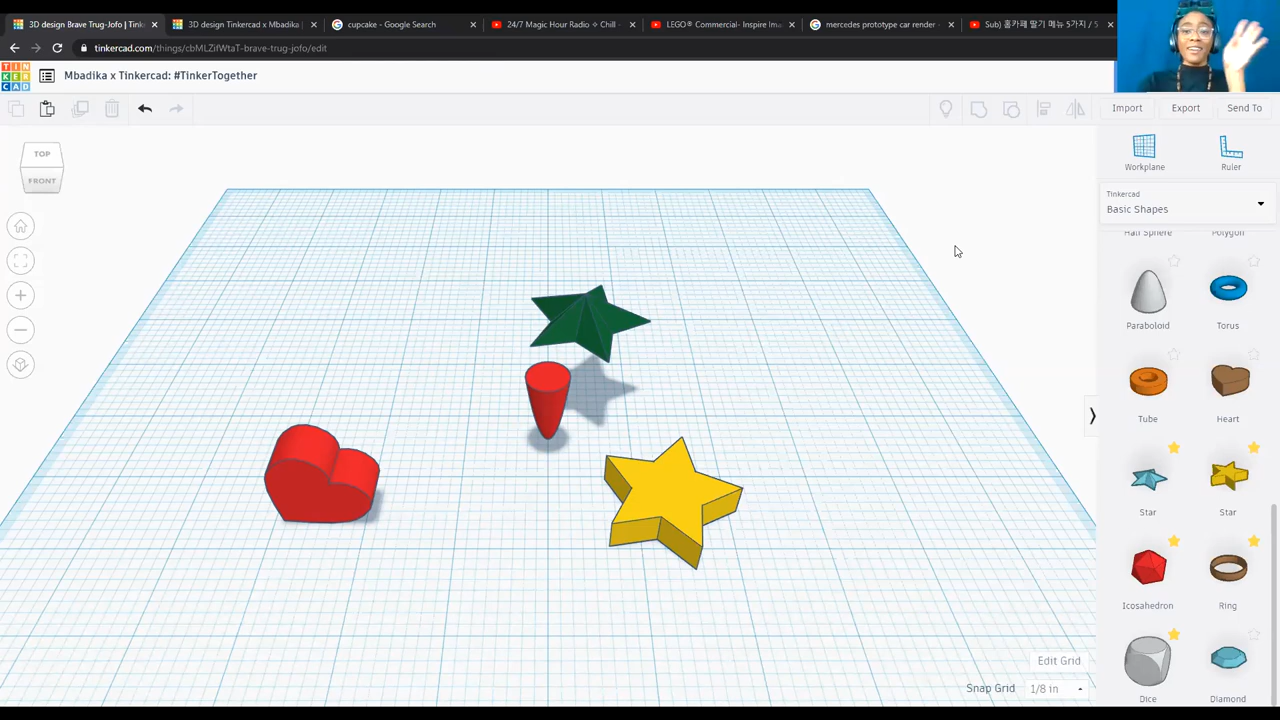 3D design Brave Trug-Jofo | Tink
3D design Tinkercad x Mbadika |
cupcake - Google Search
24/7 Magic Hour Radio ✧ Chill -
LEGO® Commercial- Inspire Ima
mercedes prototype car render -
Sub) 홈카페 딸기 메뉴 5가지 / 5
tinkercad.com/things/cbMLZifWtaT-brave-trug-jofo/edit
TIN
KER
CAD
Mbadika x Tinkercad: #TinkerTogether
Import
Export
Send To
TOP
FRONT
Workplane
Ruler
Tinkercad
Basic Shapes
Half Sphere
Polygon
Paraboloid
Torus
Tube
Heart
Star
Star
Icosahedron
Ring
Dice
Diamond
Edit Grid
Snap Grid
1/8 in